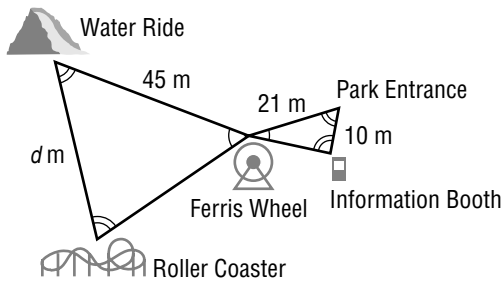 Water Ride
45 m
21 m
Park Entrance
10 m
d m
Ferris Wheel
Information Booth
Roller Coaster